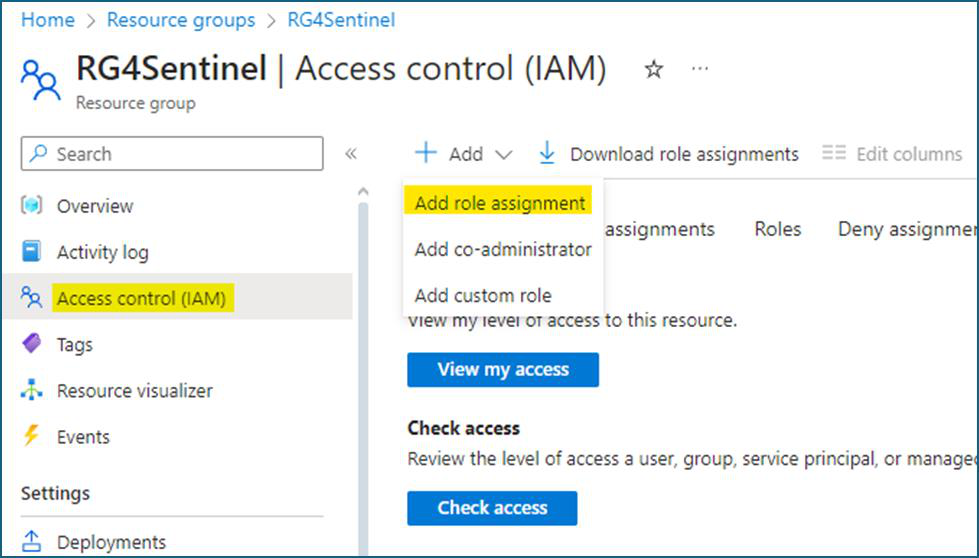 Home > Resource groups > RG4Sentinel
RG4Sentinel | Access control (IAM)
Resource group
Search
Overview
Activity log
Access control (IAM)
Tags
Resource visualizer
Events
Settings
Deployments
Add
Download role assignments
Edit columns
Add role assignment
Add co-administrator
Add custom role
assignments
Roles
Deny
View my level of access to this resource.
View my access
Check access
Review the level of access a user, group, service principal, or
Check access